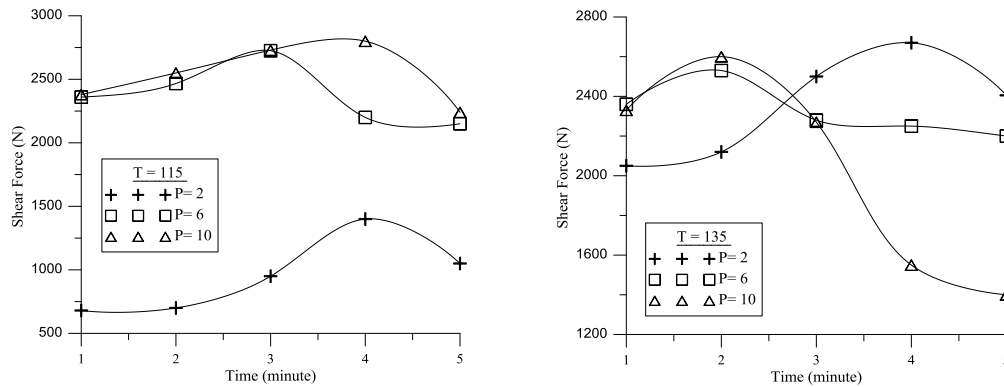 3000
2500
2000
1500
1000
500
Shear Force (N)
T = 115
P= 2
P= 6
P= 10
1 2 3 4 5
Time (minute)
2800
2400
2000
1600
1200
Shear Force (N)
T = 135
P= 2
P= 6
P= 10
1 2 3 4
Time (minute)